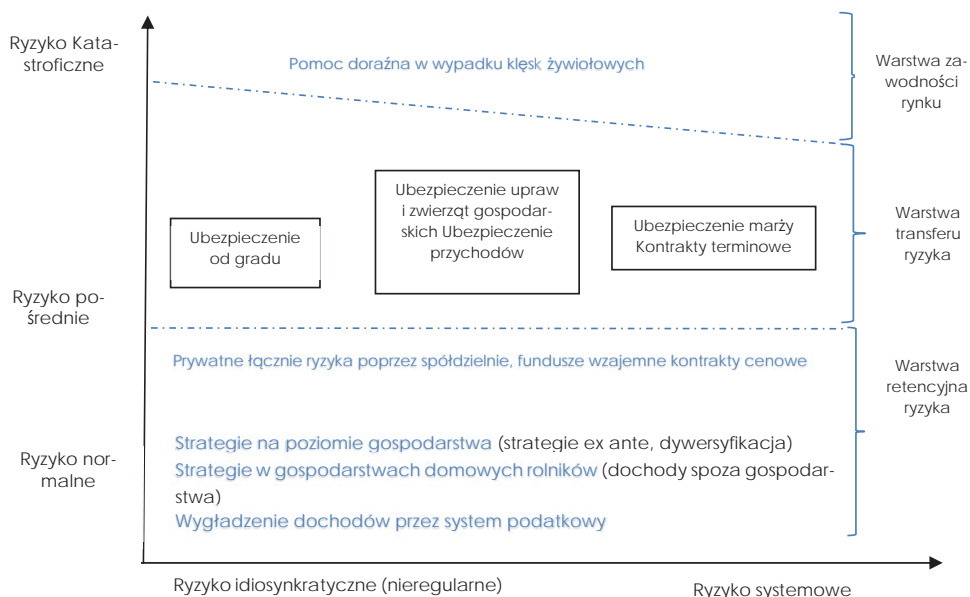 Ryzyko Kata-
stroficzne
Pomoc doraźna w wypadku klęsk żywiołowych
Warstwa za-
wodności
rynku
Ubezpieczenie
od gradu
Ubezpieczenie upraw
i zwierząt gospodar-
skich Ubezpieczenie
przychodów
Ubezpieczenie marży
Kontrakty terminowe
Warstwa
transferu
ryzyka
Ryzyko po-
średnie
Prywatne łącznie ryzyka poprzez spółdzielnie, fundusze wzajemne kontrakty cenowe
Warstwa
retencyjna
ryzyka
Ryzyko nor-
malne
Strategie na poziomie gospodarstwa (strategie ex ante, dywersyfikacja)
Strategie w gospodarstwach domowych rolników (dochody spoza gospodar-
stwa)
Wygładzenie dochodów przez system podatkowy
Ryzyko idiosynkratyczne (nieregularne)
Ryzyko systemowe